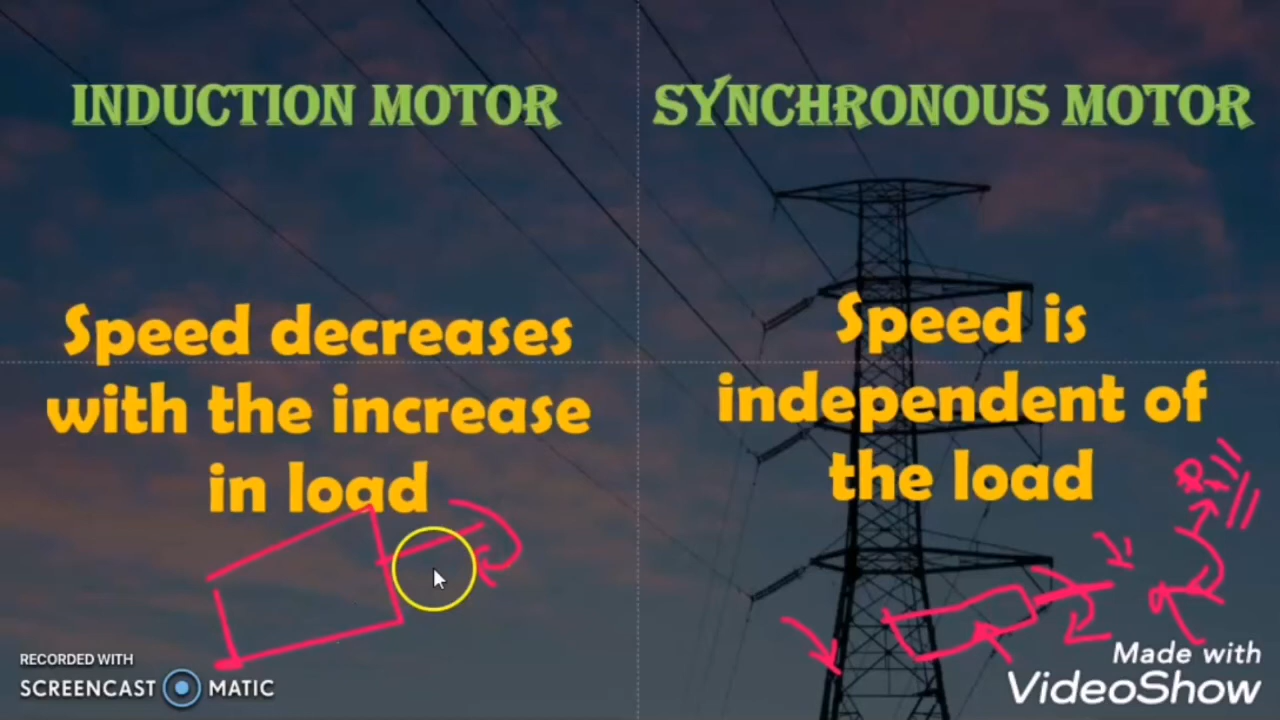 INDUCTION MOTOR
SYNCHRONOUS MOTOR
Speed decreases
with the increase
in load
Speed is
independent of
the load
RECORDED WITH
SCREENCAST MATIC
Made with
VideoShow